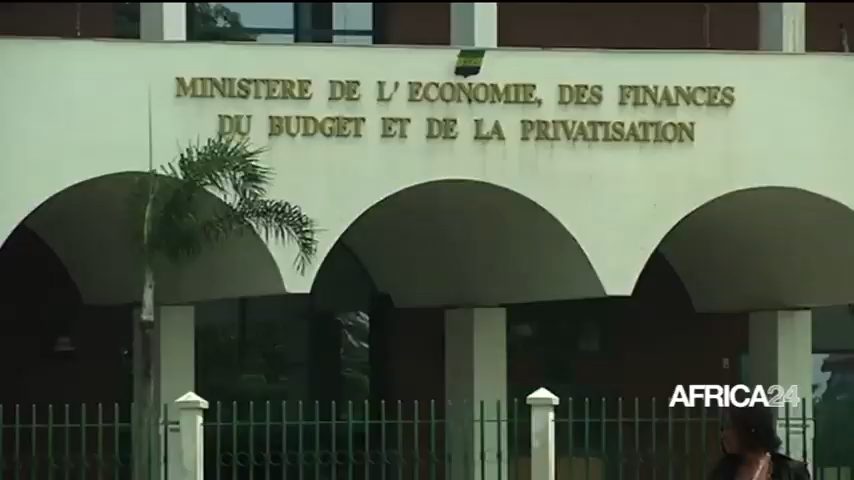 MINISTERE DE L'ECONOMIE, DES FINANCES
DU BUDGET ET DE LA PRIVATISATION
AFRICA24